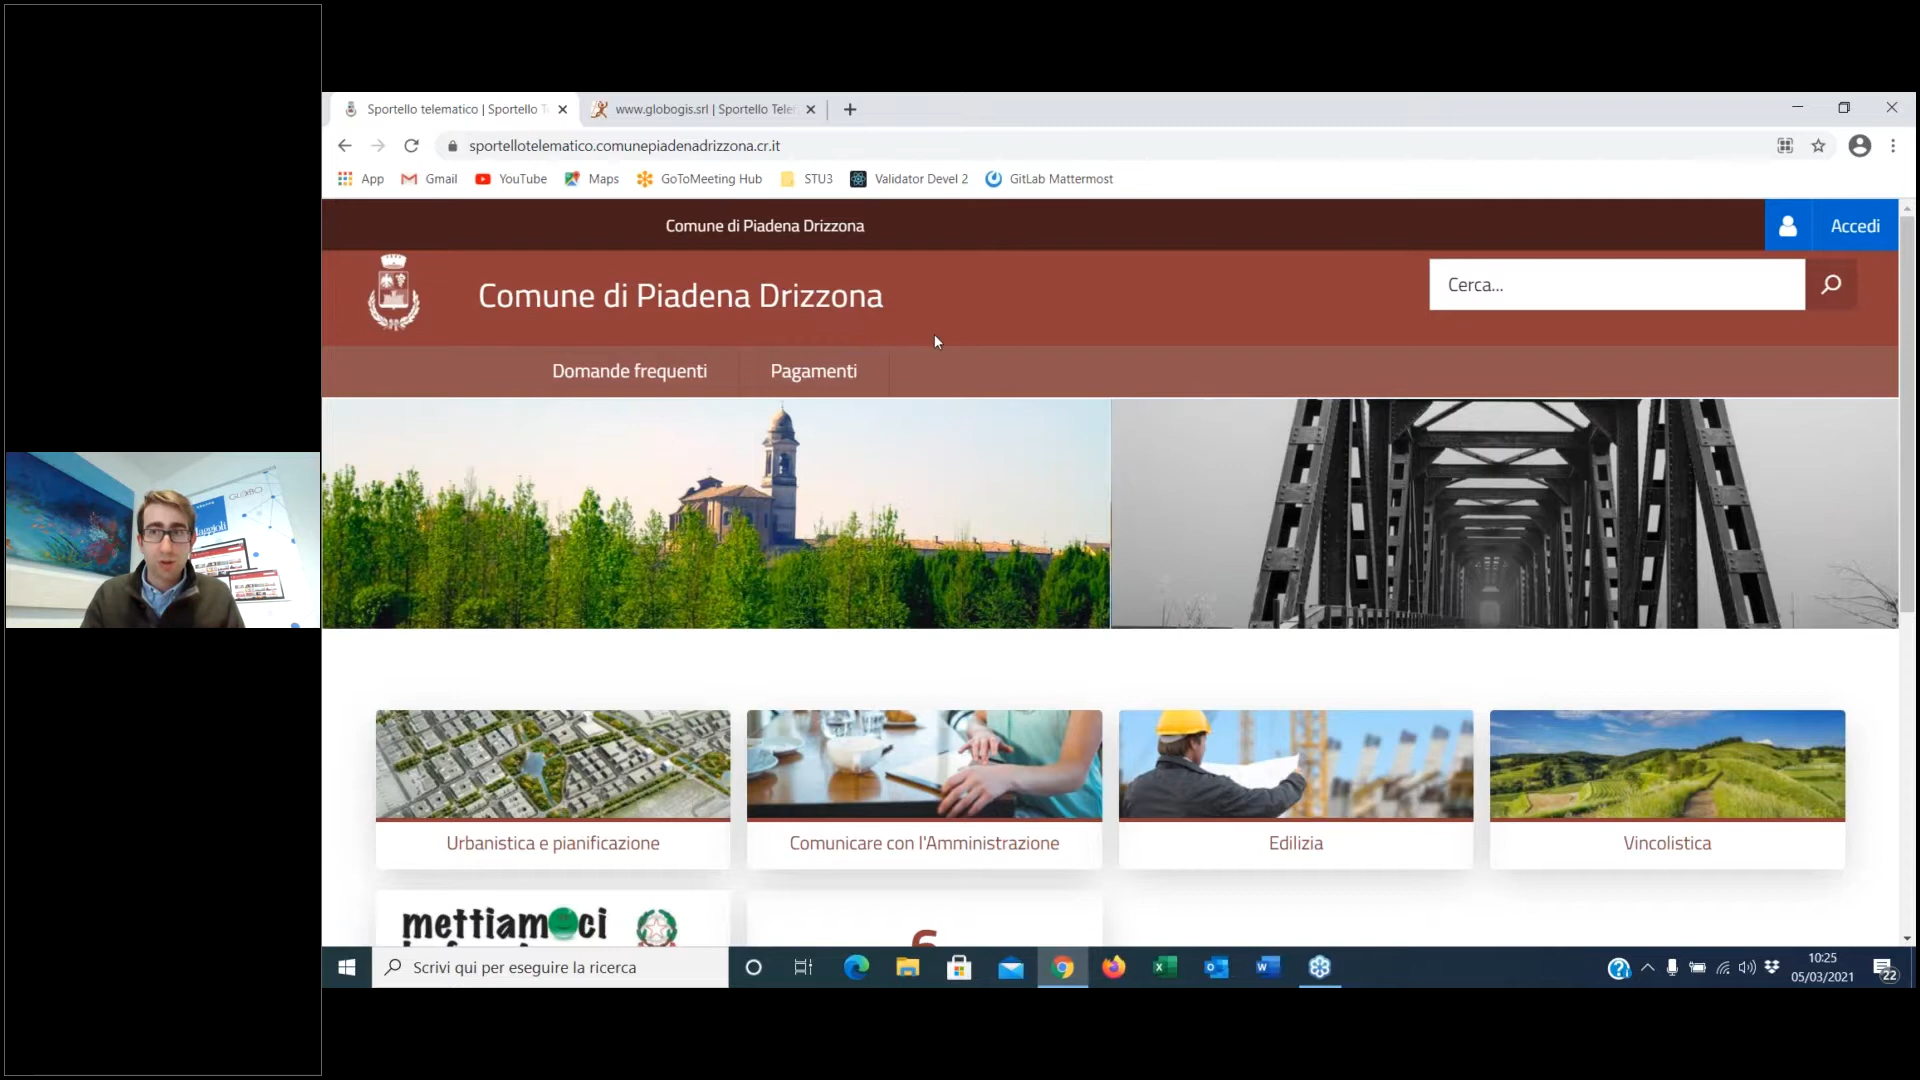 Sportello telematico | Sportello T
www.globogis.srl | Sportello Tele
sportellotelematico.comunepiadenadrizzona.cr.it
App
Gmail
YouTube
Maps
GoToMeeting Hub
STU3
Validator Devel 2
GitLab Mattermost
Comune di Piadena Drizzona
Accedi
Comune di Piadena Drizzona
Cerca...
Domande frequenti
Pagamenti
GLOBO
Maggioli
Urbanistica e pianificazione
Comunicare con l'Amministrazione
Edilizia
Vincolistica
mettiamoci
6
Scrivi qui per eseguire la ricerca
10:25
05/03/2021
22